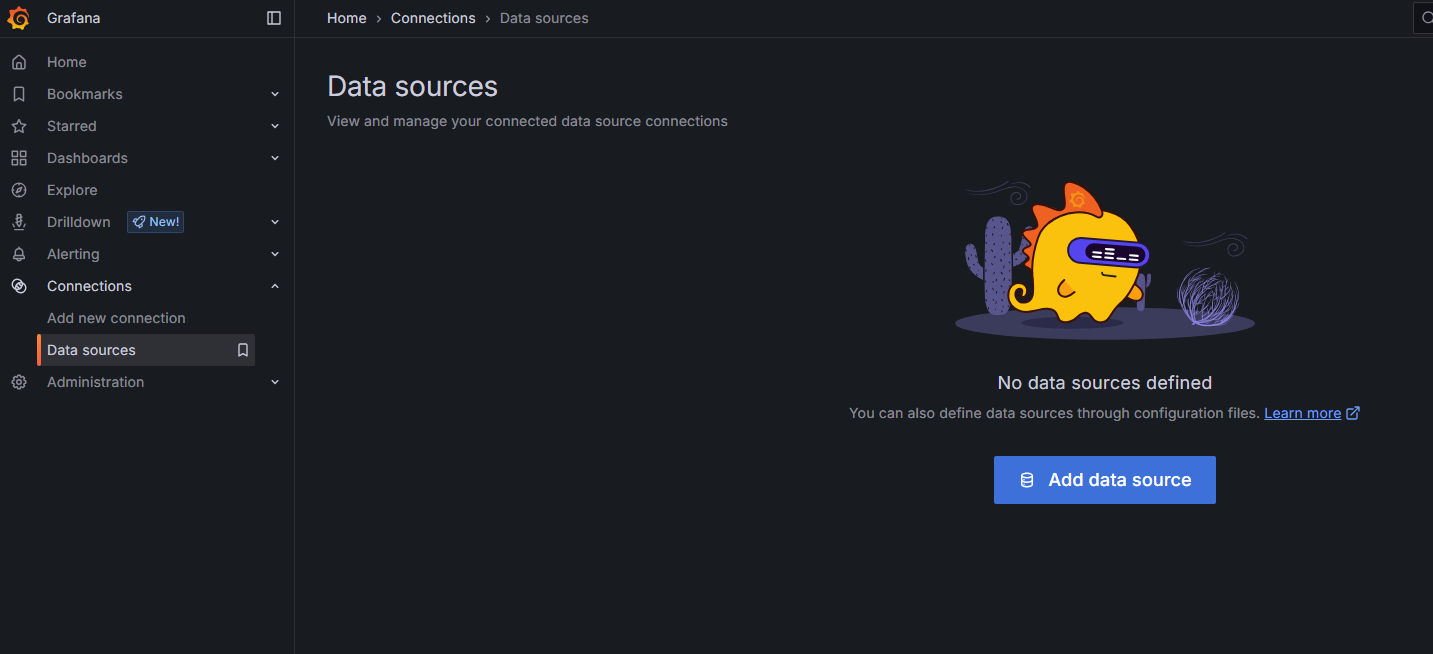 Grafana
Home › Connections › Data sources
Home
Bookmarks
Starred
Dashboards
Explore
Drilldown New!
Alerting
Connections
Add new connection
Data sources
Administration
Data sources
View and manage your connected data source connections
No data sources defined
You can also define data sources through configuration files. Learn more
Add data source